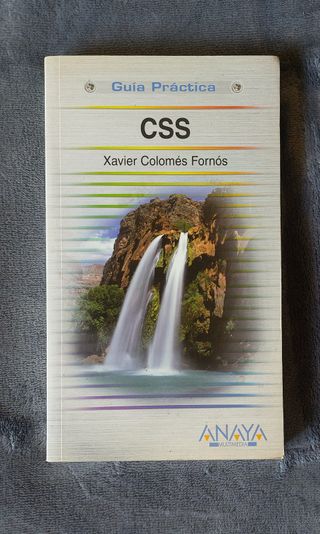 Guía Práctica
CSS
Xavier Colomés Fornós
ANAYA
MULTIMEDIA